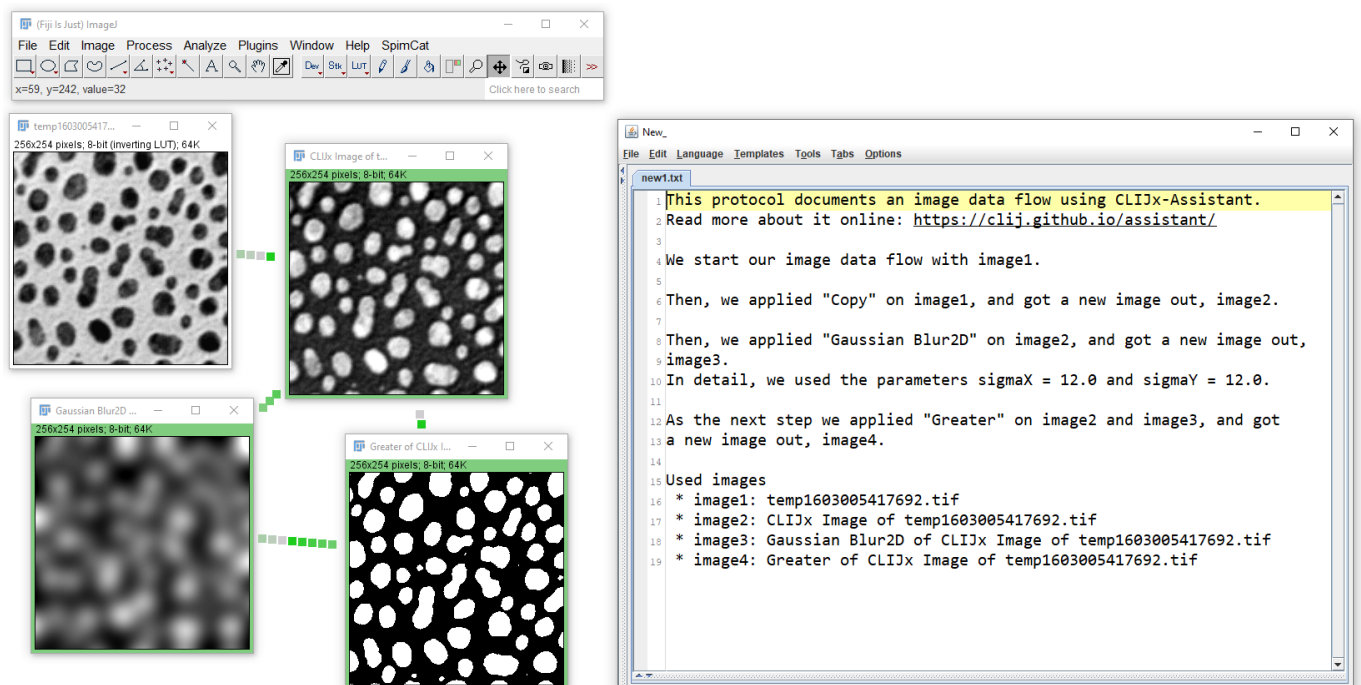 (Fiji Is Just) ImageJ
File Edit Image Process Analyze Plugins Window Help SpimCat
A Dev Stk LUT >>
x=59, y=242, value=32
Click here to search
temp1603005417...
256x254 pixels; 8-bit (inverting LUT); 64K
CLIJx Image of t...
256x254 pixels; 8-bit; 64K
Gaussian Blur2D ...
256x254 pixels; 8-bit; 64K
Greater of CLIJx I...
256x254 pixels; 8-bit; 64K
New_
File Edit Language Templates Tools Tabs Options
new1.txt
1 This protocol documents an image data flow using CLIJx-Assistant.
2 Read more about it online: https://clij.github.io/assistant/
3
4 We start our image data flow with image1.
5
6 Then, we applied "Copy" on image1, and got a new image out, image2.
7
8 Then, we applied "Gaussian Blur2D" on image2, and got a new image out,
9 image3.
10 In detail, we used the parameters sigmaX = 12.0 and sigmaY = 12.0.
11
12 As the next step we applied "Greater" on image2 and image3, and got
13 a new image out, image4.
14
15 Used images
16 * image1: temp1603005417692.tif
17 * image2: CLIJx Image of temp1603005417692.tif
18 * image3: Gaussian Blur2D of CLIJx Image of temp1603005417692.tif
19 * image4: Greater of CLIJx Image of temp1603005417692.tif